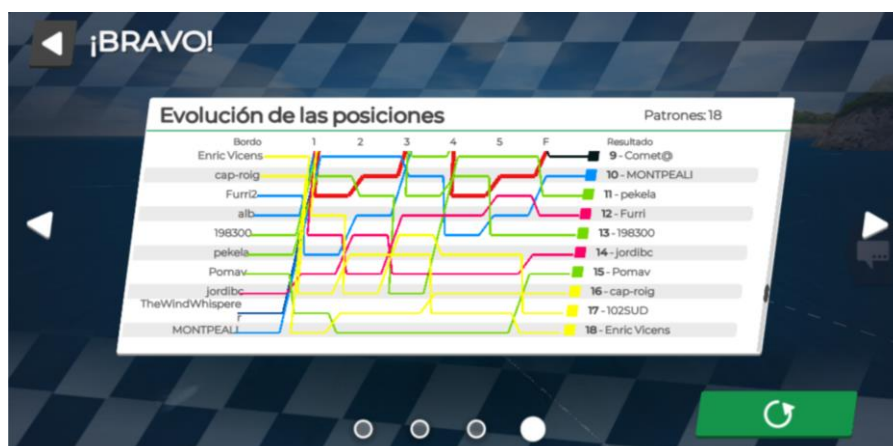 ¡BRAVO!
Evolución de las posiciones
Patrones: 18
Bordo 1 2 3 4 5 F Resultado
Enric Vicens 9 - Comet@
cap-roig 10 - MONTPEALI
Furri2 11 - pekela
alb 12 - Furri
198300 13 - 198300
pekela 14 - jordibc
Pomav 15 - Pomav
jordibc 16 - cap-roig
TheWindWhispere
r 17 - 102SUD
MONTPEALI 18 - Enric Vicens